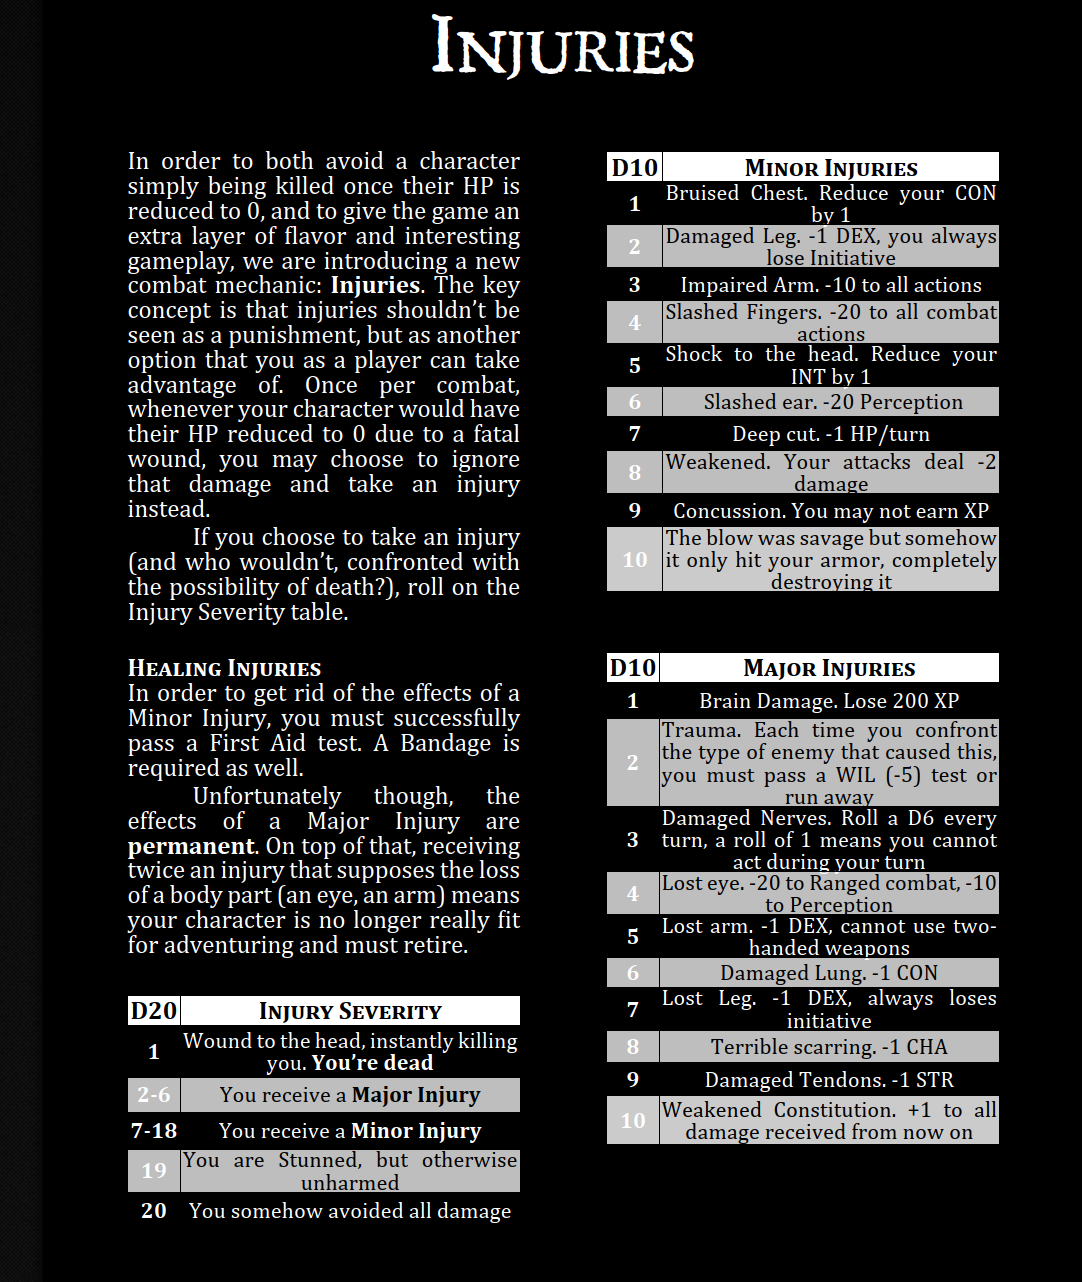 INJURIES
In order to both avoid a character
simply being killed once their HP is
reduced to 0, and to give the game an
extra layer of flavor and interesting
gameplay, we are introducing a new
combat mechanic: Injuries. The key
concept is that injuries shouldn't be
seen as a punishment, but as another
option that you as a player can take
advantage of. Once per combat,
whenever your character would have
their HP reduced to 0 due to a fatal
wound, you may choose to ignore
that damage and take an injury
instead.
If you choose to take an injury
(and who wouldn't, confronted with
the possibility of death?), roll on the
Injury Severity table.
HEALING INJURIES
In order to get rid of the effects of a
Minor Injury, you must successfully
pass a First Aid test. A Bandage is
required as well.
Unfortunately though, the
effects of a Major Injury are
permanent. On top of that, receiving
twice an injury that supposes the loss
of a body part (an eye, an arm) means
your character is no longer really fit
for adventuring and must retire.
D20 INJURY SEVERITY
1 Wound to the head, instantly killing
you. You're dead
2-6 You receive a Major Injury
7-18 You receive a Minor Injury
19 You are Stunned, but otherwise
unharmed
20 You somehow avoided all damage
D10 MINOR INJURIES
1 Bruised Chest. Reduce your CON
by 1
2 Damaged Leg. -1 DEX, you always
lose Initiative
3 Impaired Arm. -10 to all actions
4 Slashed Fingers. -20 to all combat
actions
5 Shock to the head. Reduce your
INT by 1
6 Slashed ear. -20 Perception
7 Deep cut. -1 HP/turn
8 Weakened. Your attacks deal -2
damage
9 Concussion. You may not earn XP
10 The blow was savage but somehow
it only hit your armor, completely
destroying it
D10 MAJOR INJURIES
1 Brain Damage. Lose 200 XP
2 Trauma. Each time you confront
the type of enemy that caused this,
you must pass a WIL (-5) test or
run away
3 Damaged Nerves. Roll a D6 every
turn, a roll of 1 means you cannot
act during your turn
4 Lost eye. -20 to Ranged combat, -10
to Perception
5 Lost arm. -1 DEX, cannot use two-
handed weapons
6 Damaged Lung. -1 CON
7 Lost Leg. -1 DEX, always loses
initiative
8 Terrible scarring. -1 CHA
9 Damaged Tendons. -1 STR
10 Weakened Constitution. +1 to all
damage received from now on